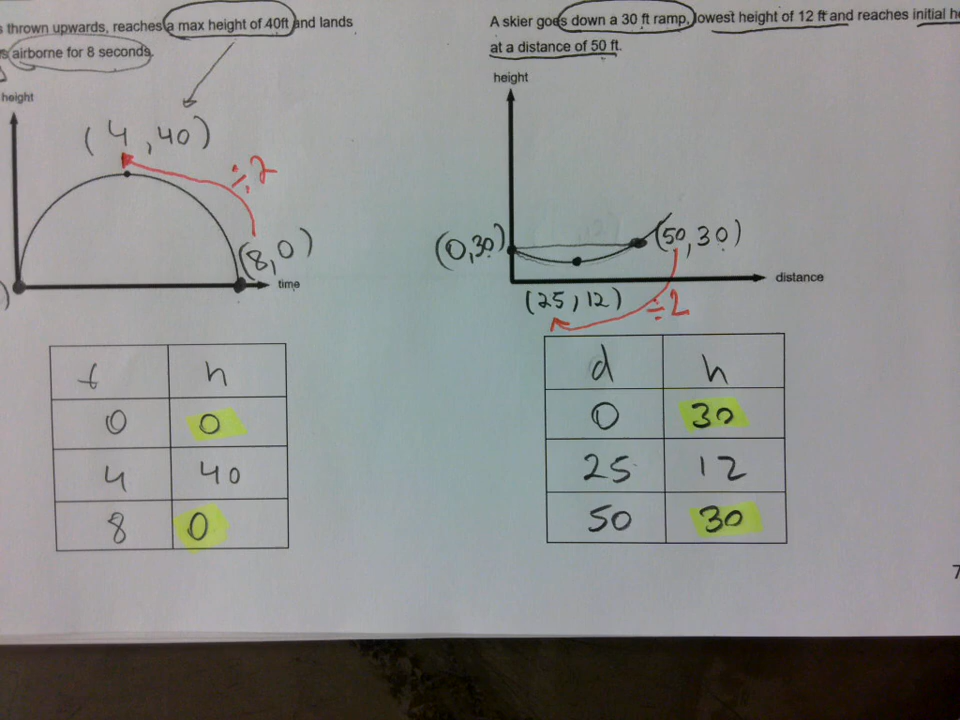 s thrown upwards, reaches a max height of 40ft and lands
s airborne for 8 seconds.
height
(4, 40)
÷2
(8,0)
time
)
t h
0 0
4 40
8 0
A skier goes down a 30 ft ramp, lowest height of 12 ft and reaches initial he
at a distance of 50 ft.
height
(0,30)
(50,30)
distance
(25, 12)
÷2
d h
0 30
25 12
50 30
7